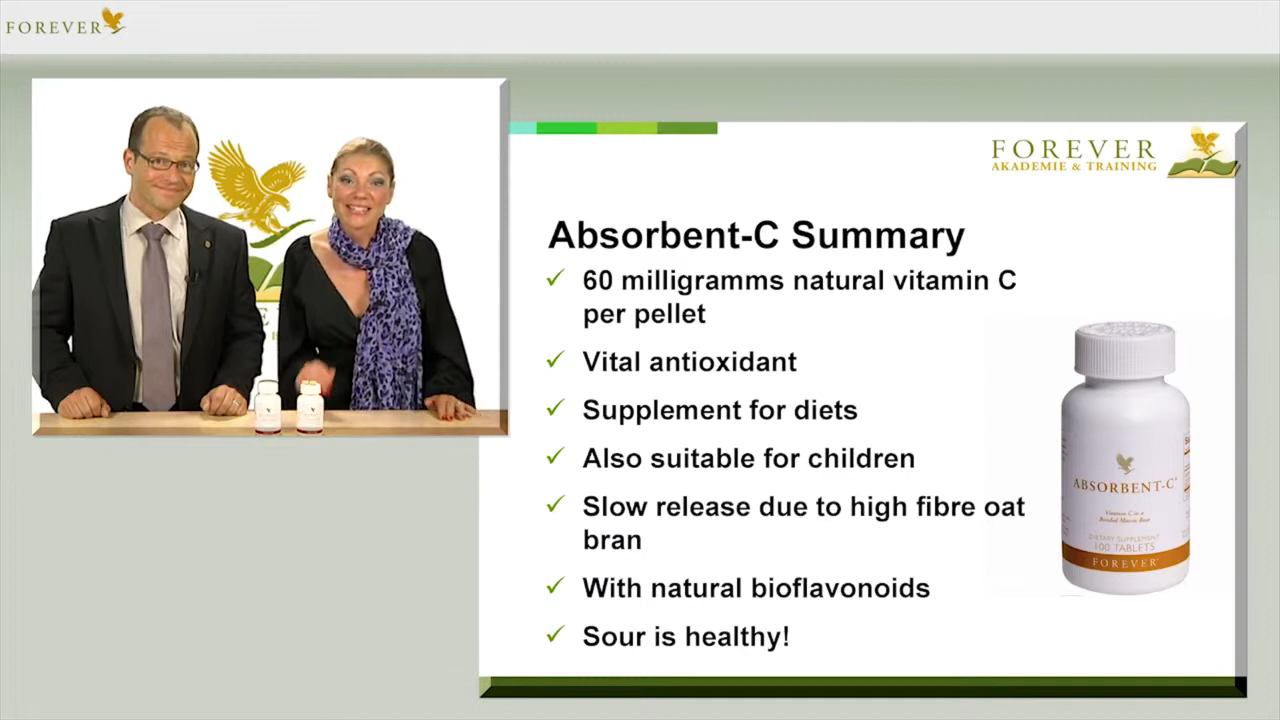 FOREVER
FOREVER
AKADEMIE & TRAINING
Absorbent-C Summary
60 milligramms natural vitamin C
per pellet
Vital antioxidant
Supplement for diets
Also suitable for children
Slow release due to high fibre oat
bran
With natural bioflavonoids
Sour is healthy!
ABSORBENT-C
Vitamin C in a
DIETARY SUPPLEMENT
100 TABLETS
FOREVER